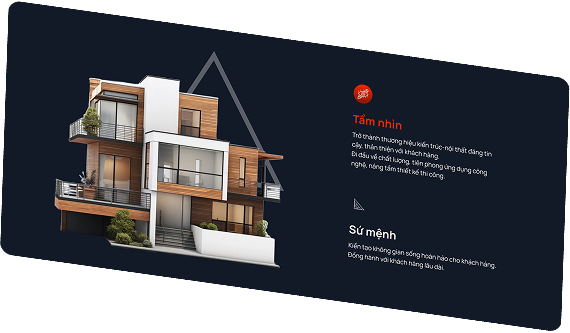 Tầm nhìn
Trở thành thương hiệu kiến trúc-nội thất đáng tin
cậy, thân thiện với khách hàng.
Đi đầu về chất lượng, tiên phong ứng dụng công
nghệ, nâng tầm thiết kế thi công.
Sứ mệnh
Kiến tạo không gian sống hoàn hảo cho khách hàng.
Đồng hành với khách hàng lâu dài.